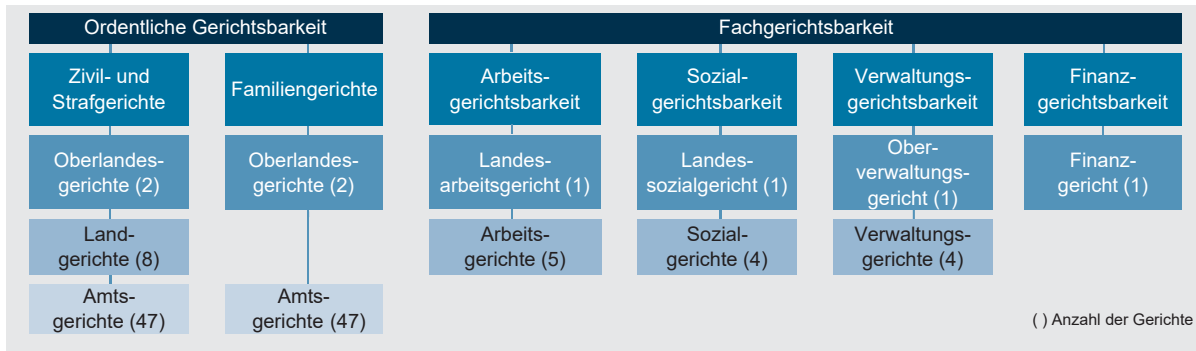 Ordentliche Gerichtsbarkeit
Fachgerichtsbarkeit
Zivil- und
Strafgerichte
Familiengerichte
Arbeits-
gerichtsbarkeit
Sozial-
gerichtsbarkeit
Verwaltungs-
gerichtsbarkeit
Finanz-
gerichtsbarkeit
Oberlandes-
gerichte (2)
Oberlandes-
gerichte (2)
Landes-
arbeitsgericht (1)
Landes-
sozialgericht (1)
Ober-
verwaltungs-
gericht (1)
Finanz-
gericht (1)
Land-
gerichte (8)
Arbeits-
gerichte (5)
Sozial-
gerichte (4)
Verwaltungs-
gerichte (4)
Amts-
gerichte (47)
Amts-
gerichte (47)
( ) Anzahl der Gerichte